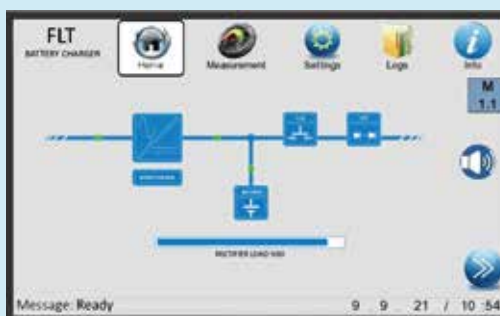 FLT
BATTERY CHARGER
Home
Measurement
Settings
Logs
Info
M
1.1
RECTIFIER LOAD
Message: Ready
9 9 21 / 10 54